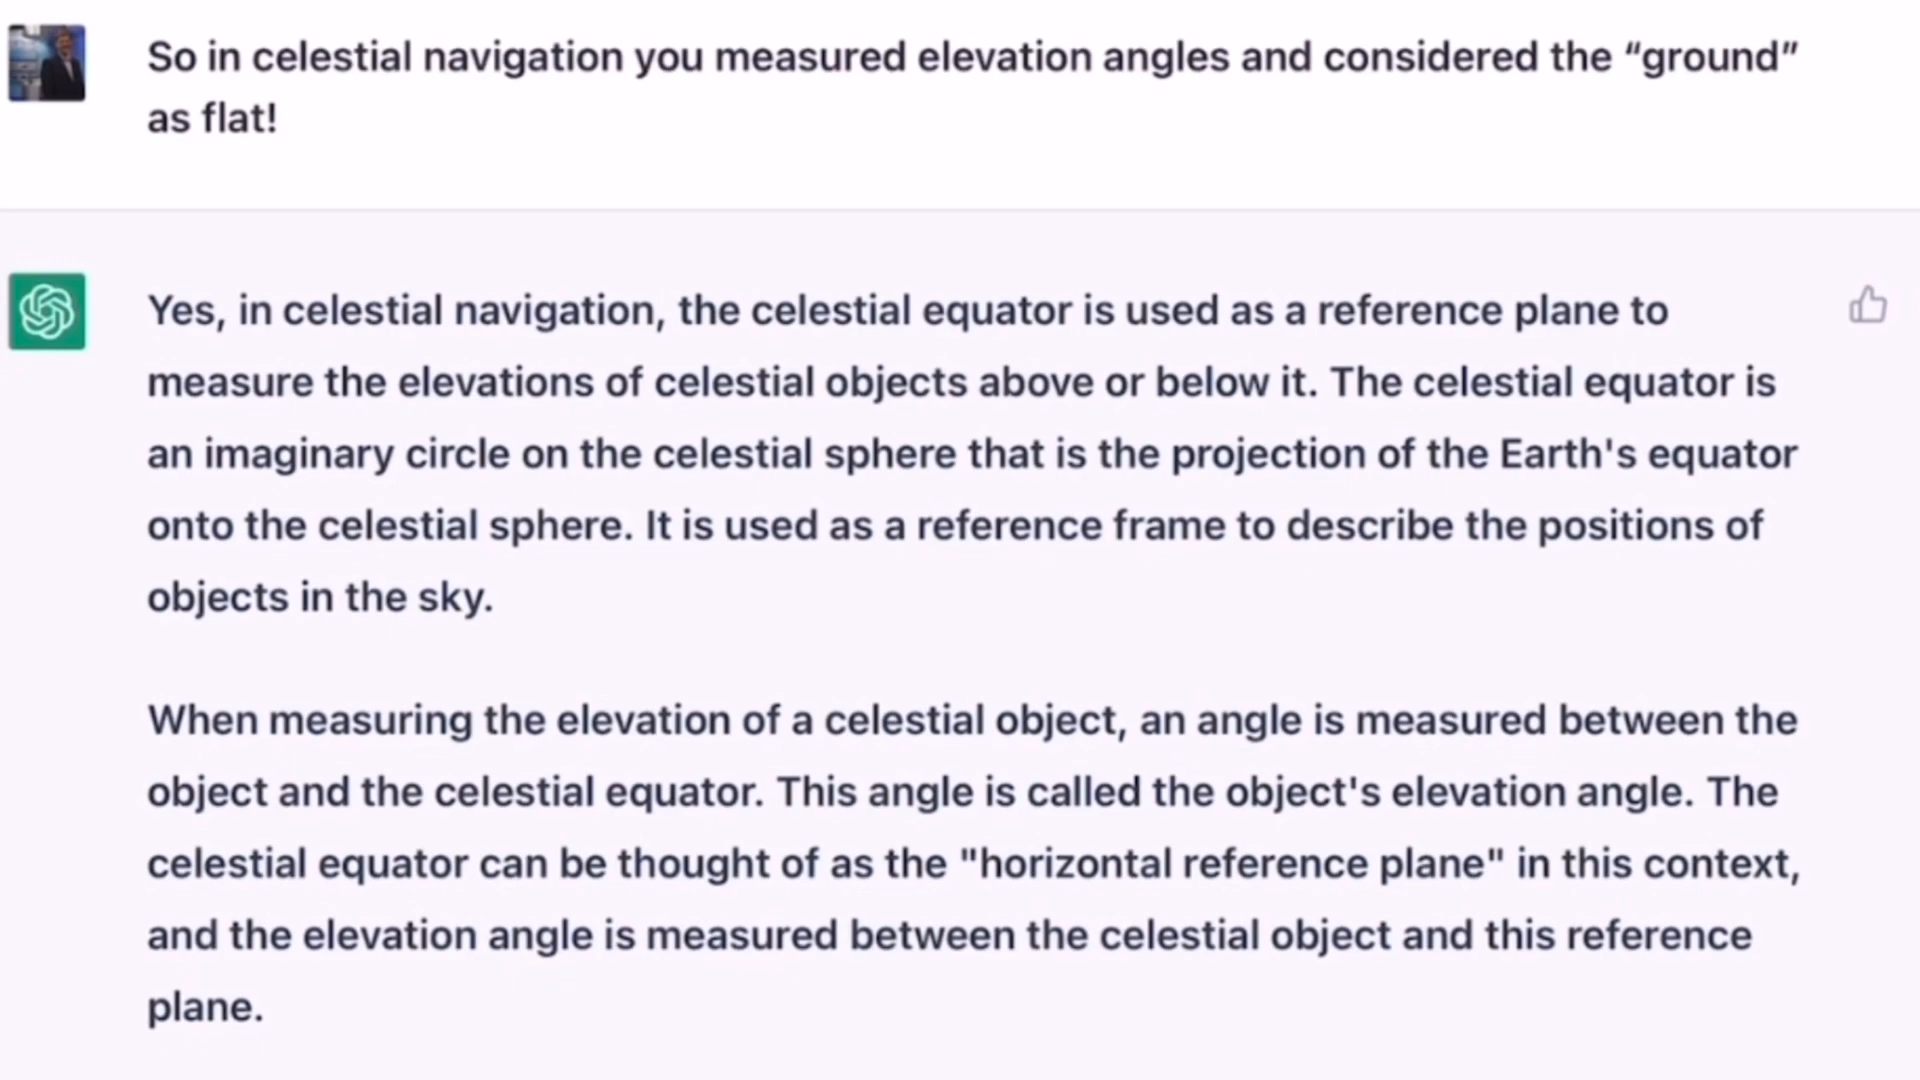 So in celestial navigation you measured elevation angles and considered the “ground”
as flat!
Yes, in celestial navigation, the celestial equator is used as a reference plane to
measure the elevations of celestial objects above or below it. The celestial equator is
an imaginary circle on the celestial sphere that is the projection of the Earth's equator
onto the celestial sphere. It is used as a reference frame to describe the positions of
objects in the sky.
When measuring the elevation of a celestial object, an angle is measured between the
object and the celestial equator. This angle is called the object's elevation angle. The
celestial equator can be thought of as the "horizontal reference plane" in this context,
and the elevation angle is measured between the celestial object and this reference
plane.